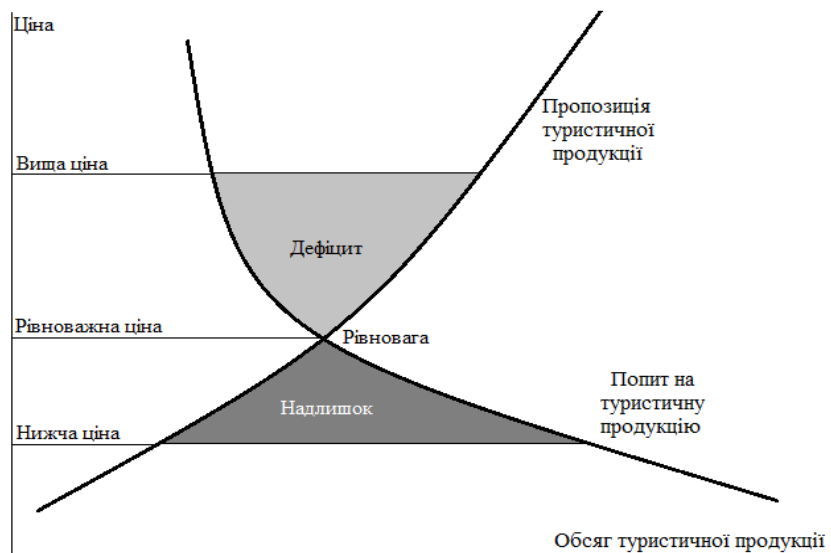 Ціна
Пропозиція
туристичної
продукції
Вища ціна
Дефіцит
Рівноважна ціна
Рівновага
Попит на
туристичну
продукцію
Надлишок
Нижча ціна
Обсяг туристичної продукції